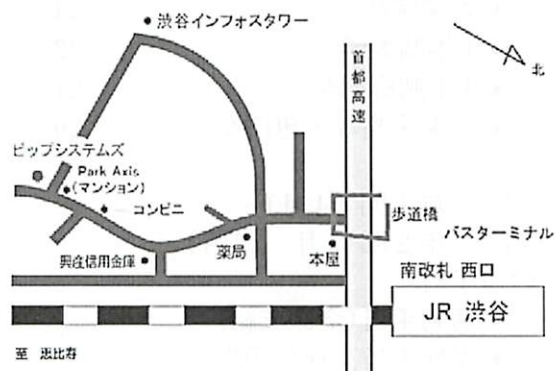 渋谷インフォスタワー
首都高速
北
ビップシステムズ
Park Axis
(マンション)
コンビニ
歩道橋
バスターミナル
興産信用金庫
薬局
本屋
南改札 西口
JR 渋谷
至 恵比寿